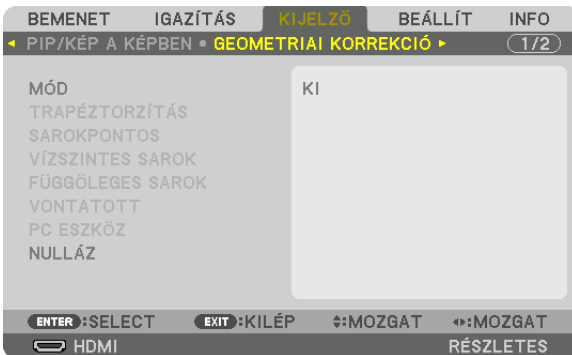 BEMENET IGAZÍTÁS KIJELZŐ BEÁLLÍT INFO
PIP/KÉP A KÉPBEN • GEOMETRIAI KORREKCIÓ 1/2
MÓD KI
TRAPÉZTORZÍTÁS
SAROKPONTOS
VÍZSZINTES SAROK
FÜGGŐLEGES SAROK
VONTATOTT
PC ESZKÖZ
NULLÁZ
ENTER :SELECT EXIT :KILÉP :MOZGAT :MOZGAT
HDMI RÉSZLETES